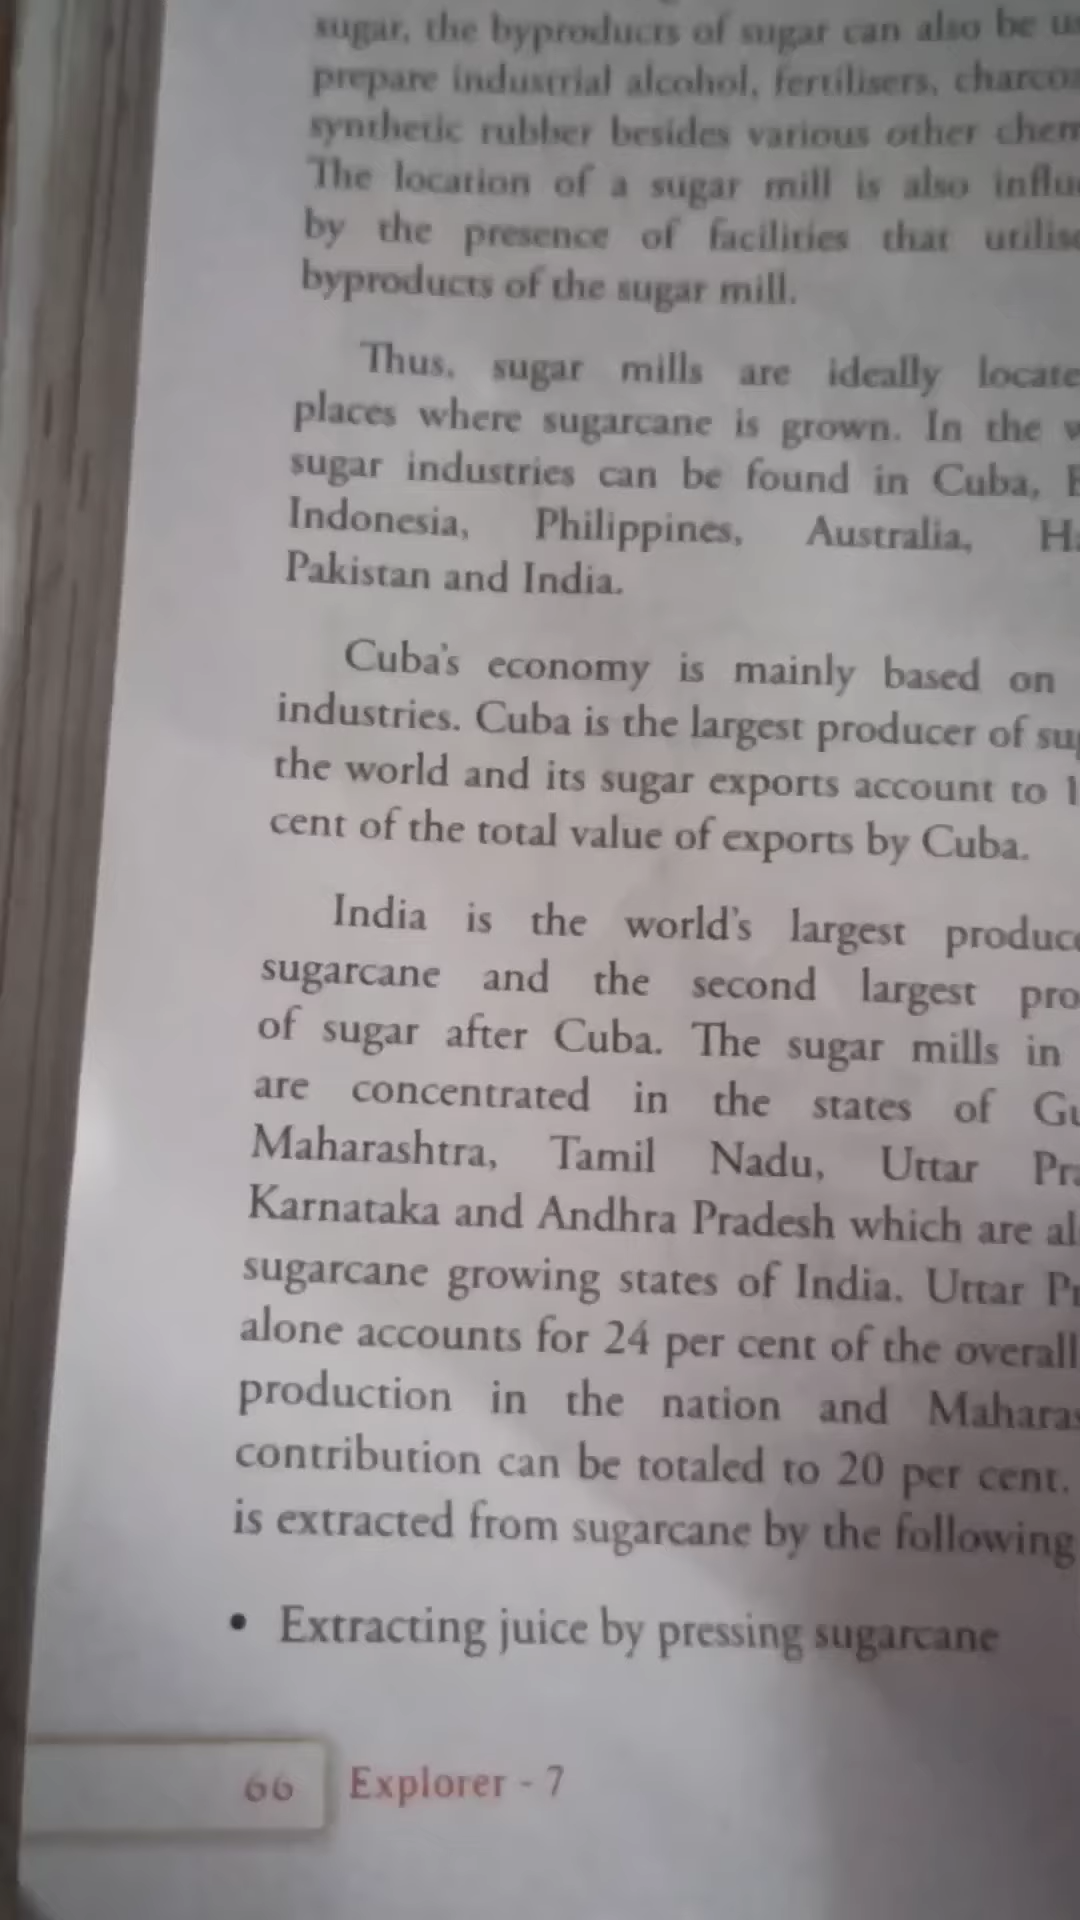 sugar, the byproducts of sugar can also be
prepare industrial alcohol, fertilisers,
synthetic rubber besides various other
The location of a sugar mill is also
by the presence of facilities that
byproducts of the sugar mill.
Thus, sugar mills are ideally
places where sugarcane is grown. In the
sugar industries can be found in Cuba,
Indonesia, Philippines, Australia,
Pakistan and India.
Cuba's economy is mainly based on
industries. Cuba is the largest producer of
the world and its sugar exports account to
cent of the total value of exports by Cuba.
India is the world's largest
sugarcane and the second largest
of sugar after Cuba. The sugar mills in
are concentrated in the states of
Maharashtra, Tamil Nadu, Uttar
Karnataka and Andhra Pradesh which are
sugarcane growing states of India. Uttar
alone accounts for 24 per cent of the overall
production in the nation and
contribution can be totaled to 20 per cent.
is extracted from sugarcane by the following
• Extracting juice by pressing sugarcane
66 Explorer - 7